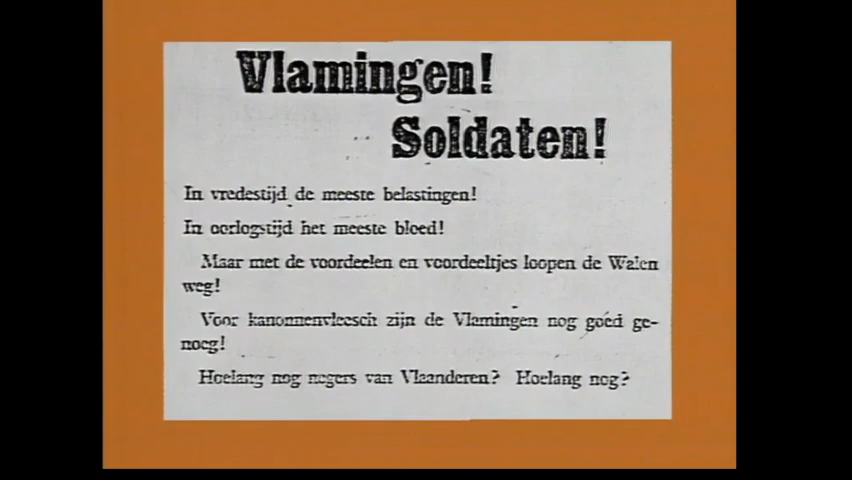 Vlamingen!
Soldaten!
In vredestijd de meeste belastingen!
In oorlogstijd het meeste bloed!
Maar met de voordeelen en voordeeltjes loopen de Walen
weg!
Voor kanonnenvleesch zijn de Vlamingen nog goed ge-
noeg!
Hoelang nog negers van Vlaanderen? Hoelang nog?